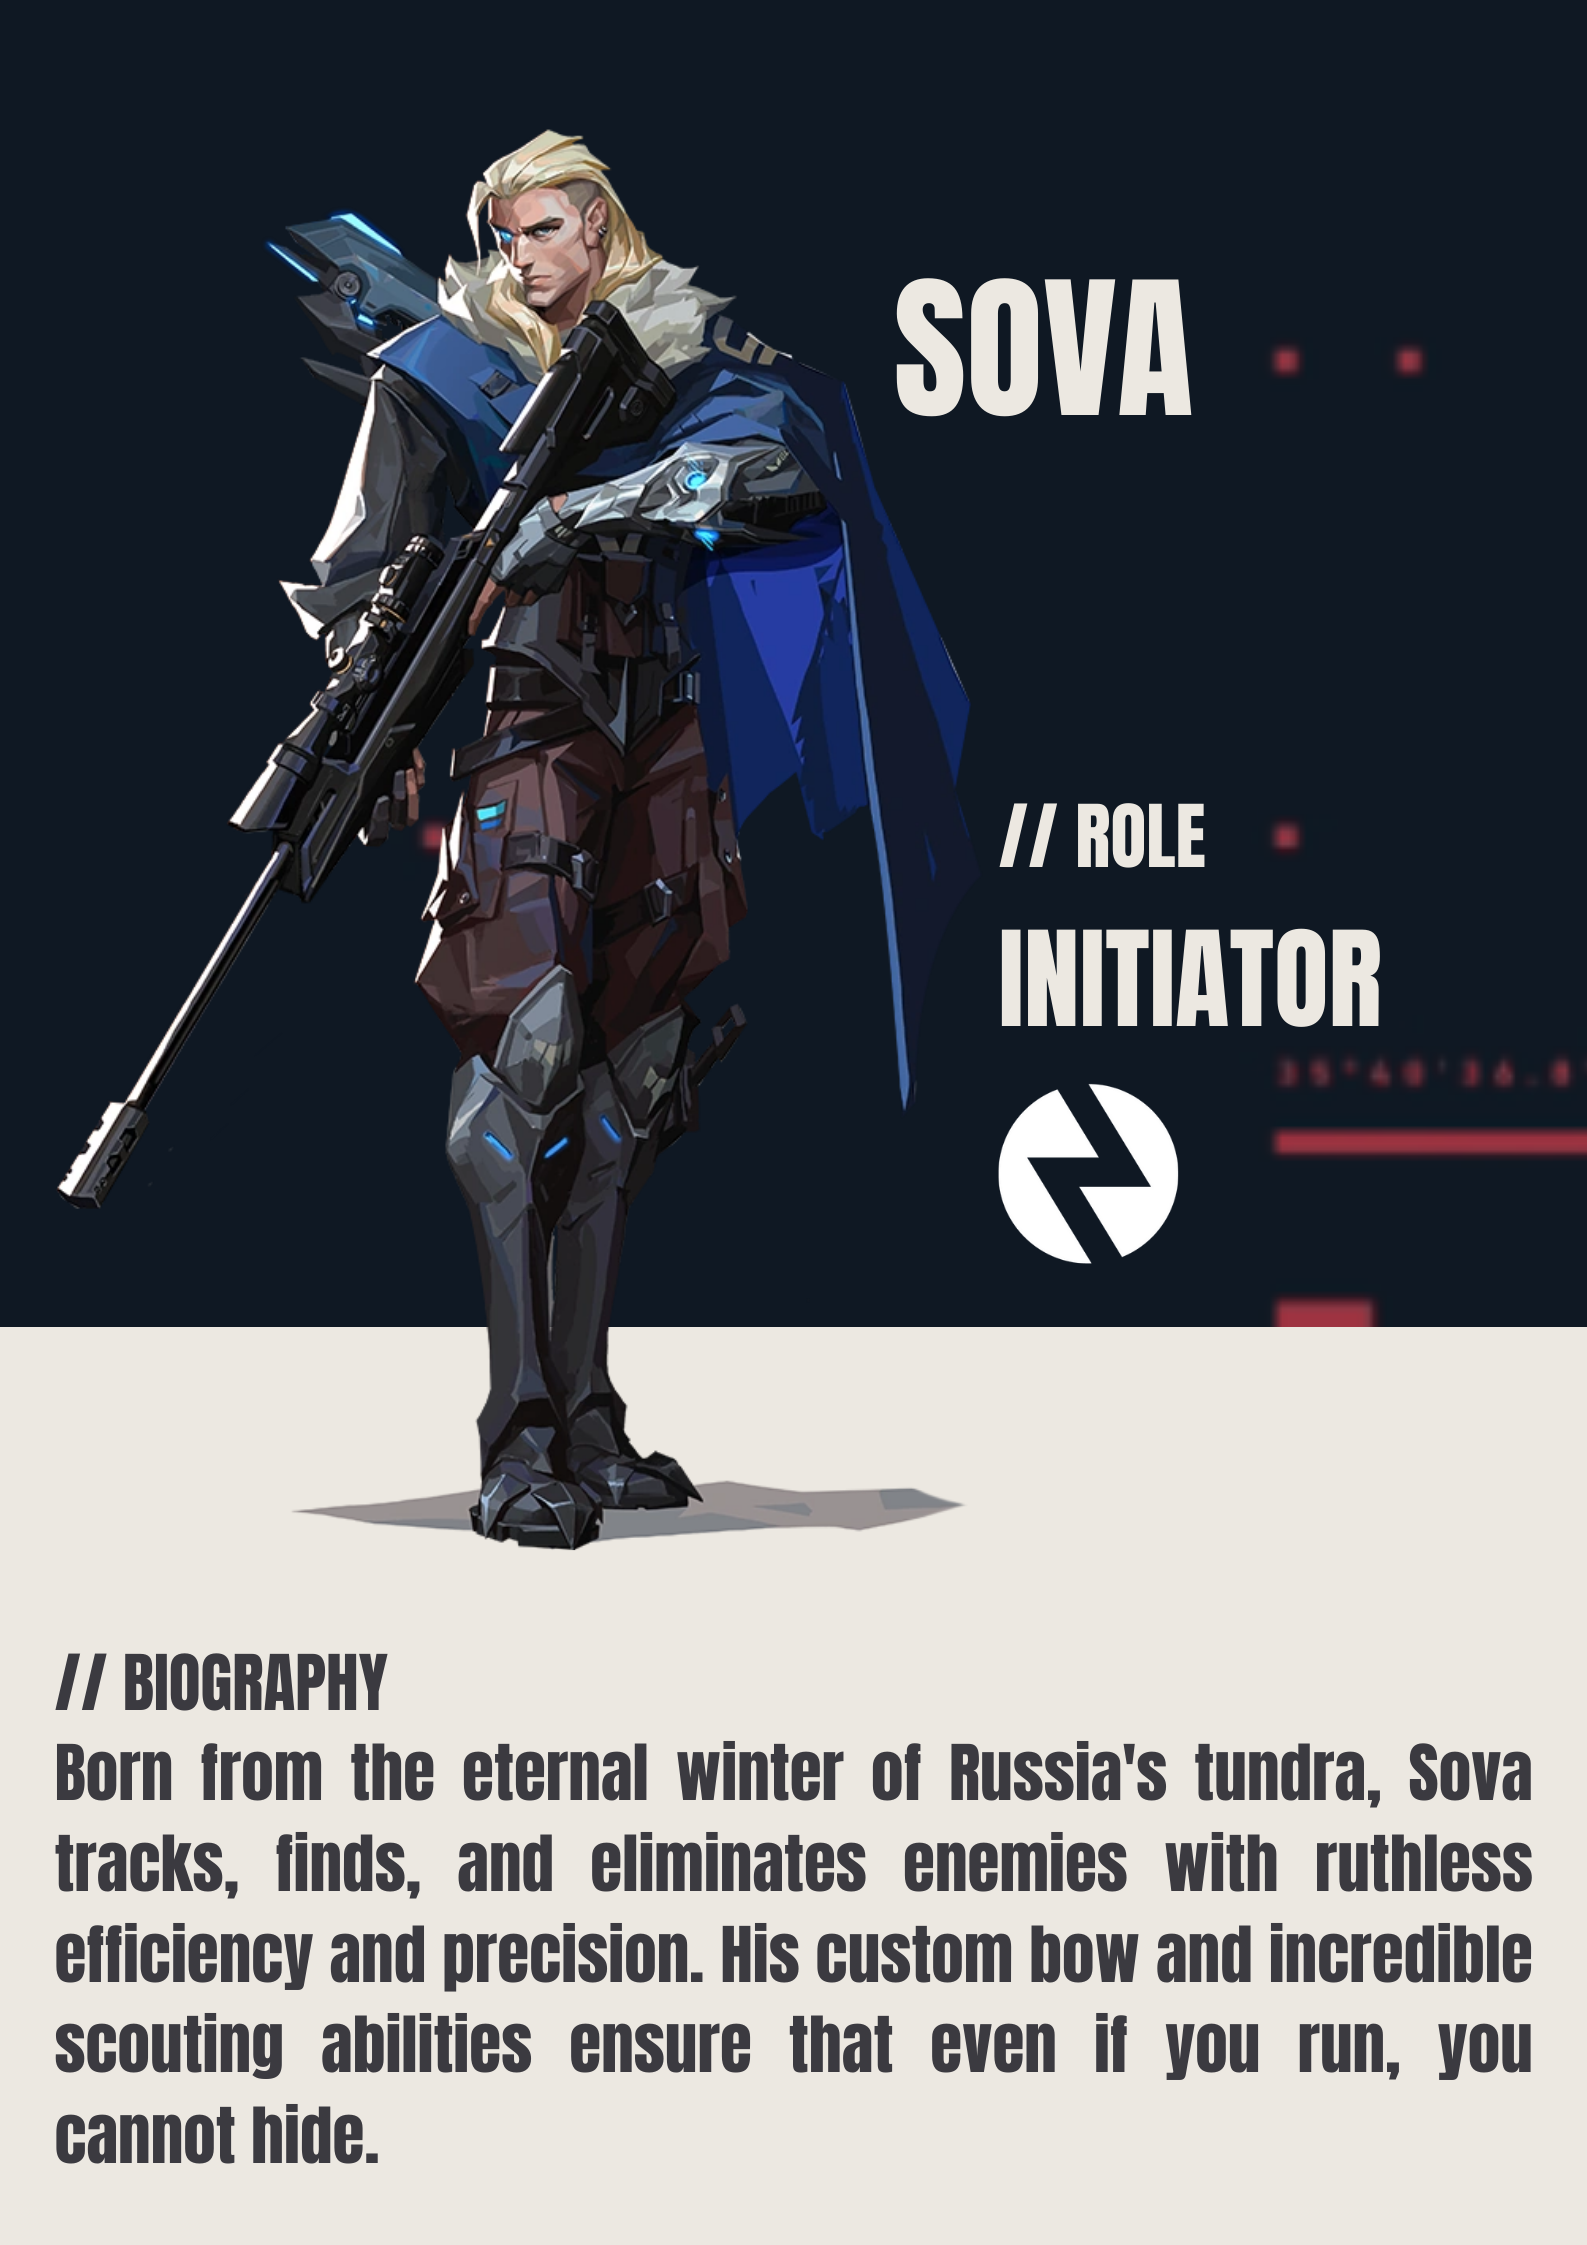 SOVA
// ROLE
INITIATOR
// BIOGRAPHY
Born from the eternal winter of Russia's tundra, Sova
tracks, finds, and eliminates enemies with ruthless
efficiency and precision. His custom bow and incredible
scouting abilities ensure that even if you run, you
cannot hide.